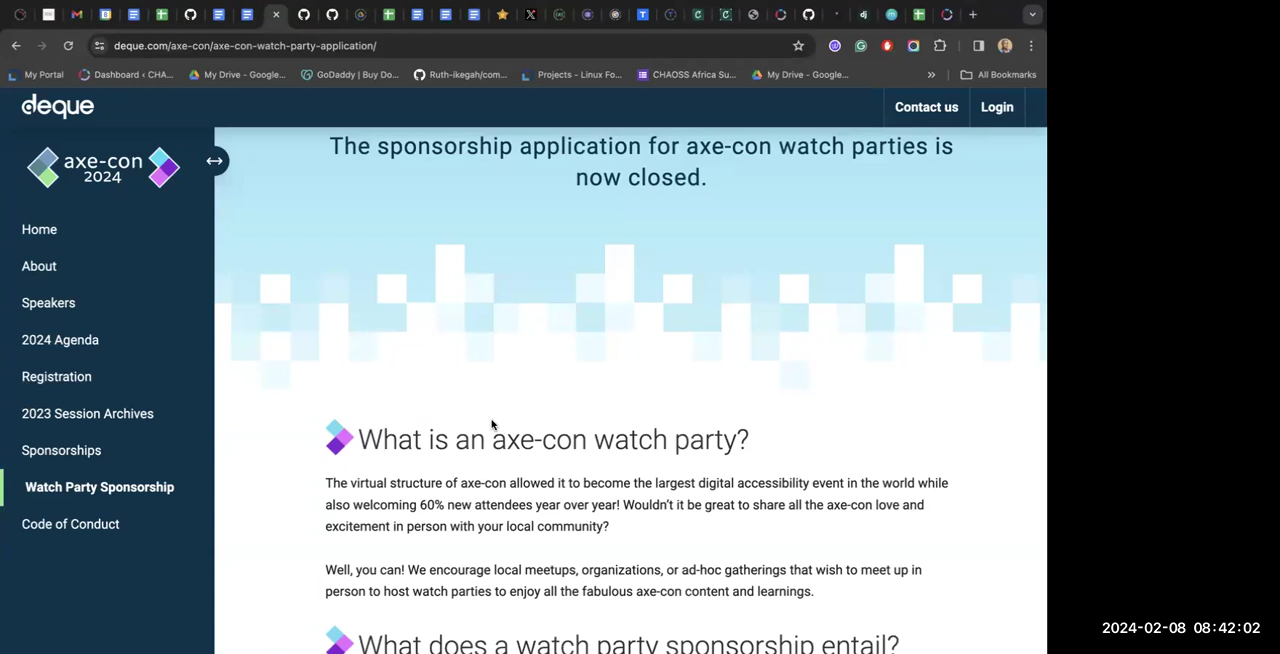 deque.com/axe-con/axe-con-watch-party-application/
My Portal
Dashboard < CHA...
My Drive - Google...
GoDaddy | Buy Do...
Ruth-ikegah/com...
Projects - Linux Fo...
CHAOSS Africa Su...
My Drive - Google...
»
All Bookmarks
deque
Contact us
Login
axe-con
2024
The sponsorship application for axe-con watch parties is
now closed.
Home
About
Speakers
2024 Agenda
Registration
2023 Session Archives
Sponsorships
Watch Party Sponsorship
Code of Conduct
What is an axe-con watch party?
The virtual structure of axe-con allowed it to become the largest digital accessibility event in the world while
also welcoming 60% new attendees year over year! Wouldn't it be great to share all the axe-con love and
excitement in person with your local community?
Well, you can! We encourage local meetups, organizations, or ad-hoc gatherings that wish to meet up in
person to host watch parties to enjoy all the fabulous axe-con content and learnings.
What does a watch party sponsorship entail?
2024-02-08 08:42:02